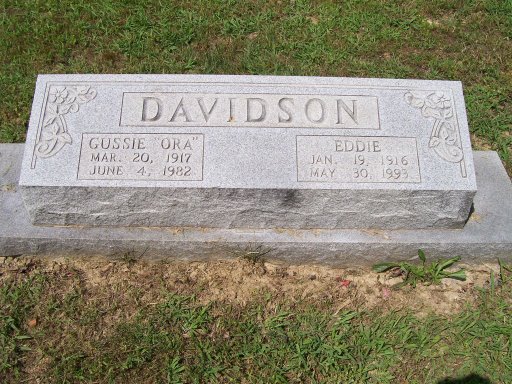 DAVIDSON
GUSSIE "ORA"
MAR. 20, 1917
JUNE 4, 1982
EDDIE
JAN. 19, 1916
MAY 30, 1993